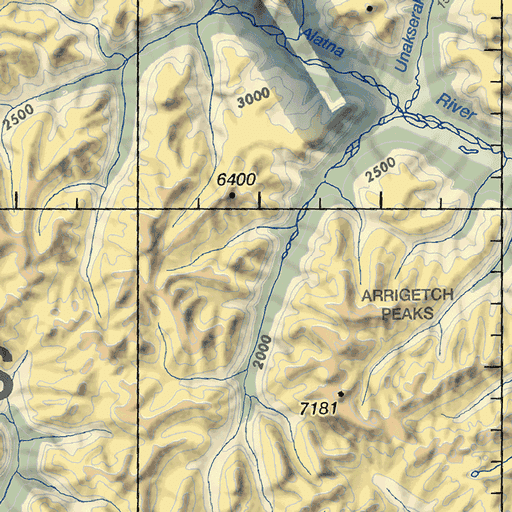 Alatna
Unakserak
River
3000
2500
2500
6400
ARRIGETCH
PEAKS
2000
7181
S